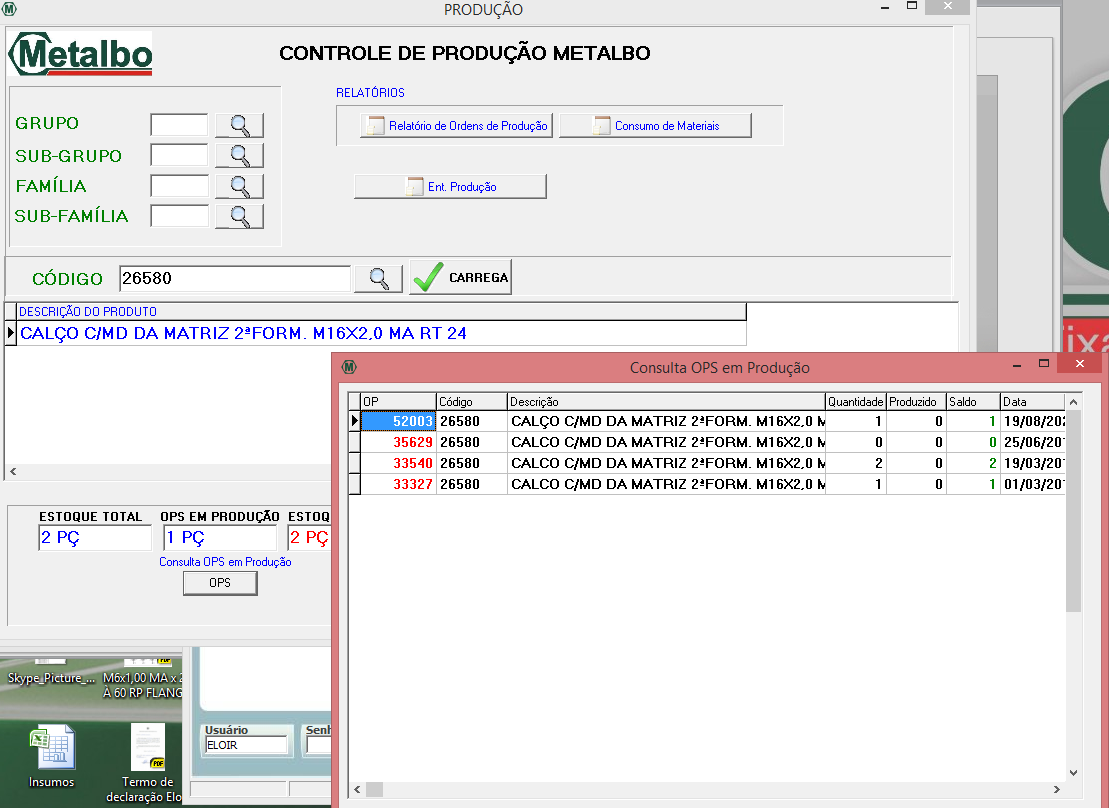 PRODUÇÃO
Metalbo
CONTROLE DE PRODUÇÃO METALBO
RELATÓRIOS
GRUPO
Relatório de Ordens de Produção
Consumo de Materiais
SUB-GRUPO
FAMÍLIA
Ent. Produção
SUB-FAMÍLIA
CÓDIGO
26580
CARREGA
DESCRIÇÃO DO PRODUTO
CALÇO C/MD DA MATRIZ 2ªFORM. M16X2,0 MA RT 24
Consulta OPS em Produção
OP Código Descrição Quantidade Produzido Saldo Data
52003 26580 CALÇO C/MD DA MATRIZ 2ªFORM. M16X2,0 M 1 0 1 19/08/202
35629 26580 CALCO C/MD DA MATRIZ 2ªFORM. M16X2,0 M 0 0 0 25/06/201
33540 26580 CALCO C/MD DA MATRIZ 2ªFORM. M16X2,0 M 2 0 2 19/03/201
33327 26580 CALCO C/MD DA MATRIZ 2ªFORM. M16X2,0 M 1 0 1 01/03/201
ESTOQUE TOTAL OPS EM PRODUÇÃO ESTOQ
2 PÇ 1 PÇ 2 PÇ
Consulta OPS em Produção
OPS
Skype_Picture_...
M6x1,00 MA x 2
À 60 RP FLANG
Usuário
ELOIR
Senh
Insumos
Termo de
declaração Elo
PDF